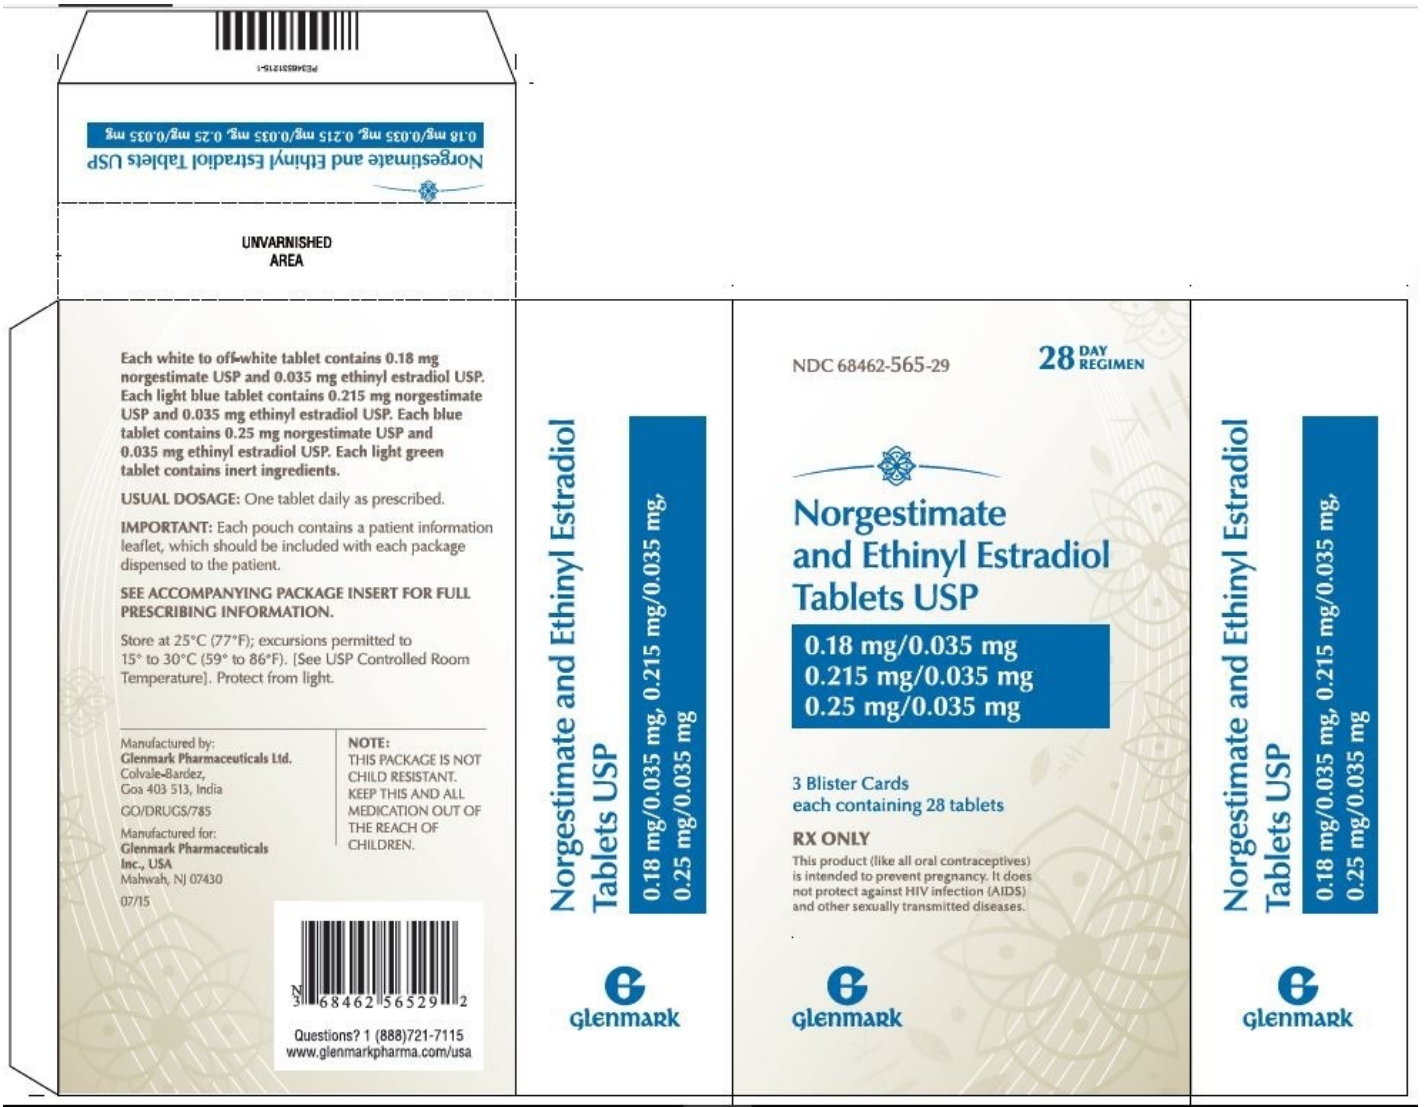 PE346531215-1
0.18 mg/0.035 mg, 0.215 mg/0.035 mg, 0.25 mg/0.035 mg
Norgestimate and Ethinyl Estradiol Tablets USP
UNVARNISHED
AREA
Each white to off-white tablet contains 0.18 mg
norgestimate USP and 0.035 mg ethinyl estradiol USP.
Each light blue tablet contains 0.215 mg norgestimate
USP and 0.035 mg ethinyl estradiol USP. Each blue
tablet contains 0.25 mg norgestimate USP and
0.035 mg ethinyl estradiol USP. Each light green
tablet contains inert ingredients.
USUAL DOSAGE: One tablet daily as prescribed.
IMPORTANT: Each pouch contains a patient information
leaflet, which should be included with each package
dispensed to the patient.
SEE ACCOMPANYING PACKAGE INSERT FOR FULL
PRESCRIBING INFORMATION.
Store at 25°C (77°F); excursions permitted to
15° to 30°C (59° to 86°F). [See USP Controlled Room
Temperature]. Protect from light.
Manufactured by:
Glenmark Pharmaceuticals Ltd.
Colvale-Bardez,
Goa 403 513, India
GO/DRUGS/785
Manufactured for:
Glenmark Pharmaceuticals
Inc., USA
Mahwah, NJ 07430
07/15
NOTE:
THIS PACKAGE IS NOT
CHILD RESISTANT.
KEEP THIS AND ALL
MEDICATION OUT OF
THE REACH OF
CHILDREN.
N
3 68462 56529 2
Questions? 1 (888)721-7115
www.glenmarkpharma.com/usa
Norgestimate and Ethinyl Estradiol
Tablets USP
0.18 mg/0.035 mg, 0.215 mg/0.035 mg,
0.25 mg/0.035 mg
Glenmark
NDC 68462-565-29
28 DAY
REGIMEN
Norgestimate
and Ethinyl Estradiol
Tablets USP
0.18 mg/0.035 mg
0.215 mg/0.035 mg
0.25 mg/0.035 mg
3 Blister Cards
each containing 28 tablets
RX ONLY
This product (like all oral contraceptives)
is intended to prevent pregnancy. It does
not protect against HIV infection (AIDS)
and other sexually transmitted diseases.
Glenmark
Norgestimate and Ethinyl Estradiol
Tablets USP
0.18 mg/0.035 mg, 0.215 mg/0.035 mg,
0.25 mg/0.035 mg
Glenmark